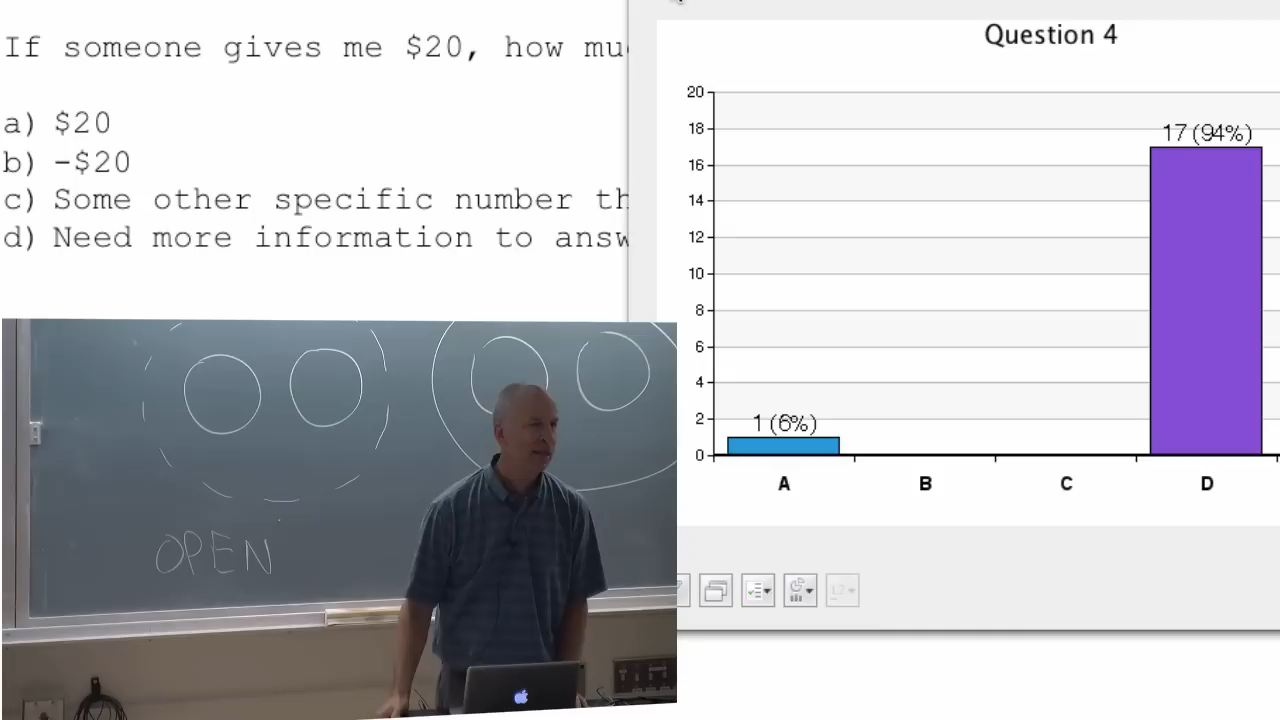 If someone gives me $20, how mu
a) $20
b) -$20
c) Some other specific number th
d) Need more information to answ
Question 4
20
18
16
14
12
10
8
6
4
2
0
17 (94%)
1 (6%)
A B C D
OPEN